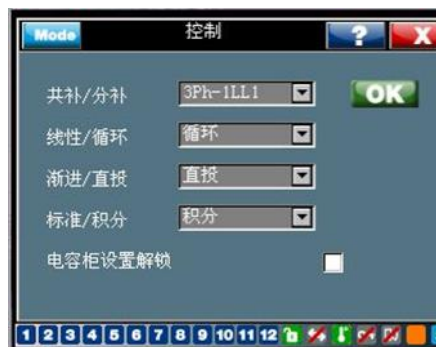 Mode 控制 ? X
共补/分补 3Ph-1LL1 OK
线性/循环 循环
渐进/直投 直投
标准/积分 积分
电容柜设置解锁
1 2 3 4 5 6 7 8 9 10 11 12